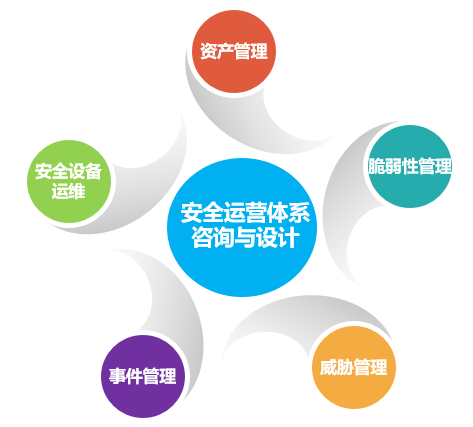 资产管理
脆弱性管理
安全设备
运维
安全运营体系
咨询与设计
威胁管理
事件管理